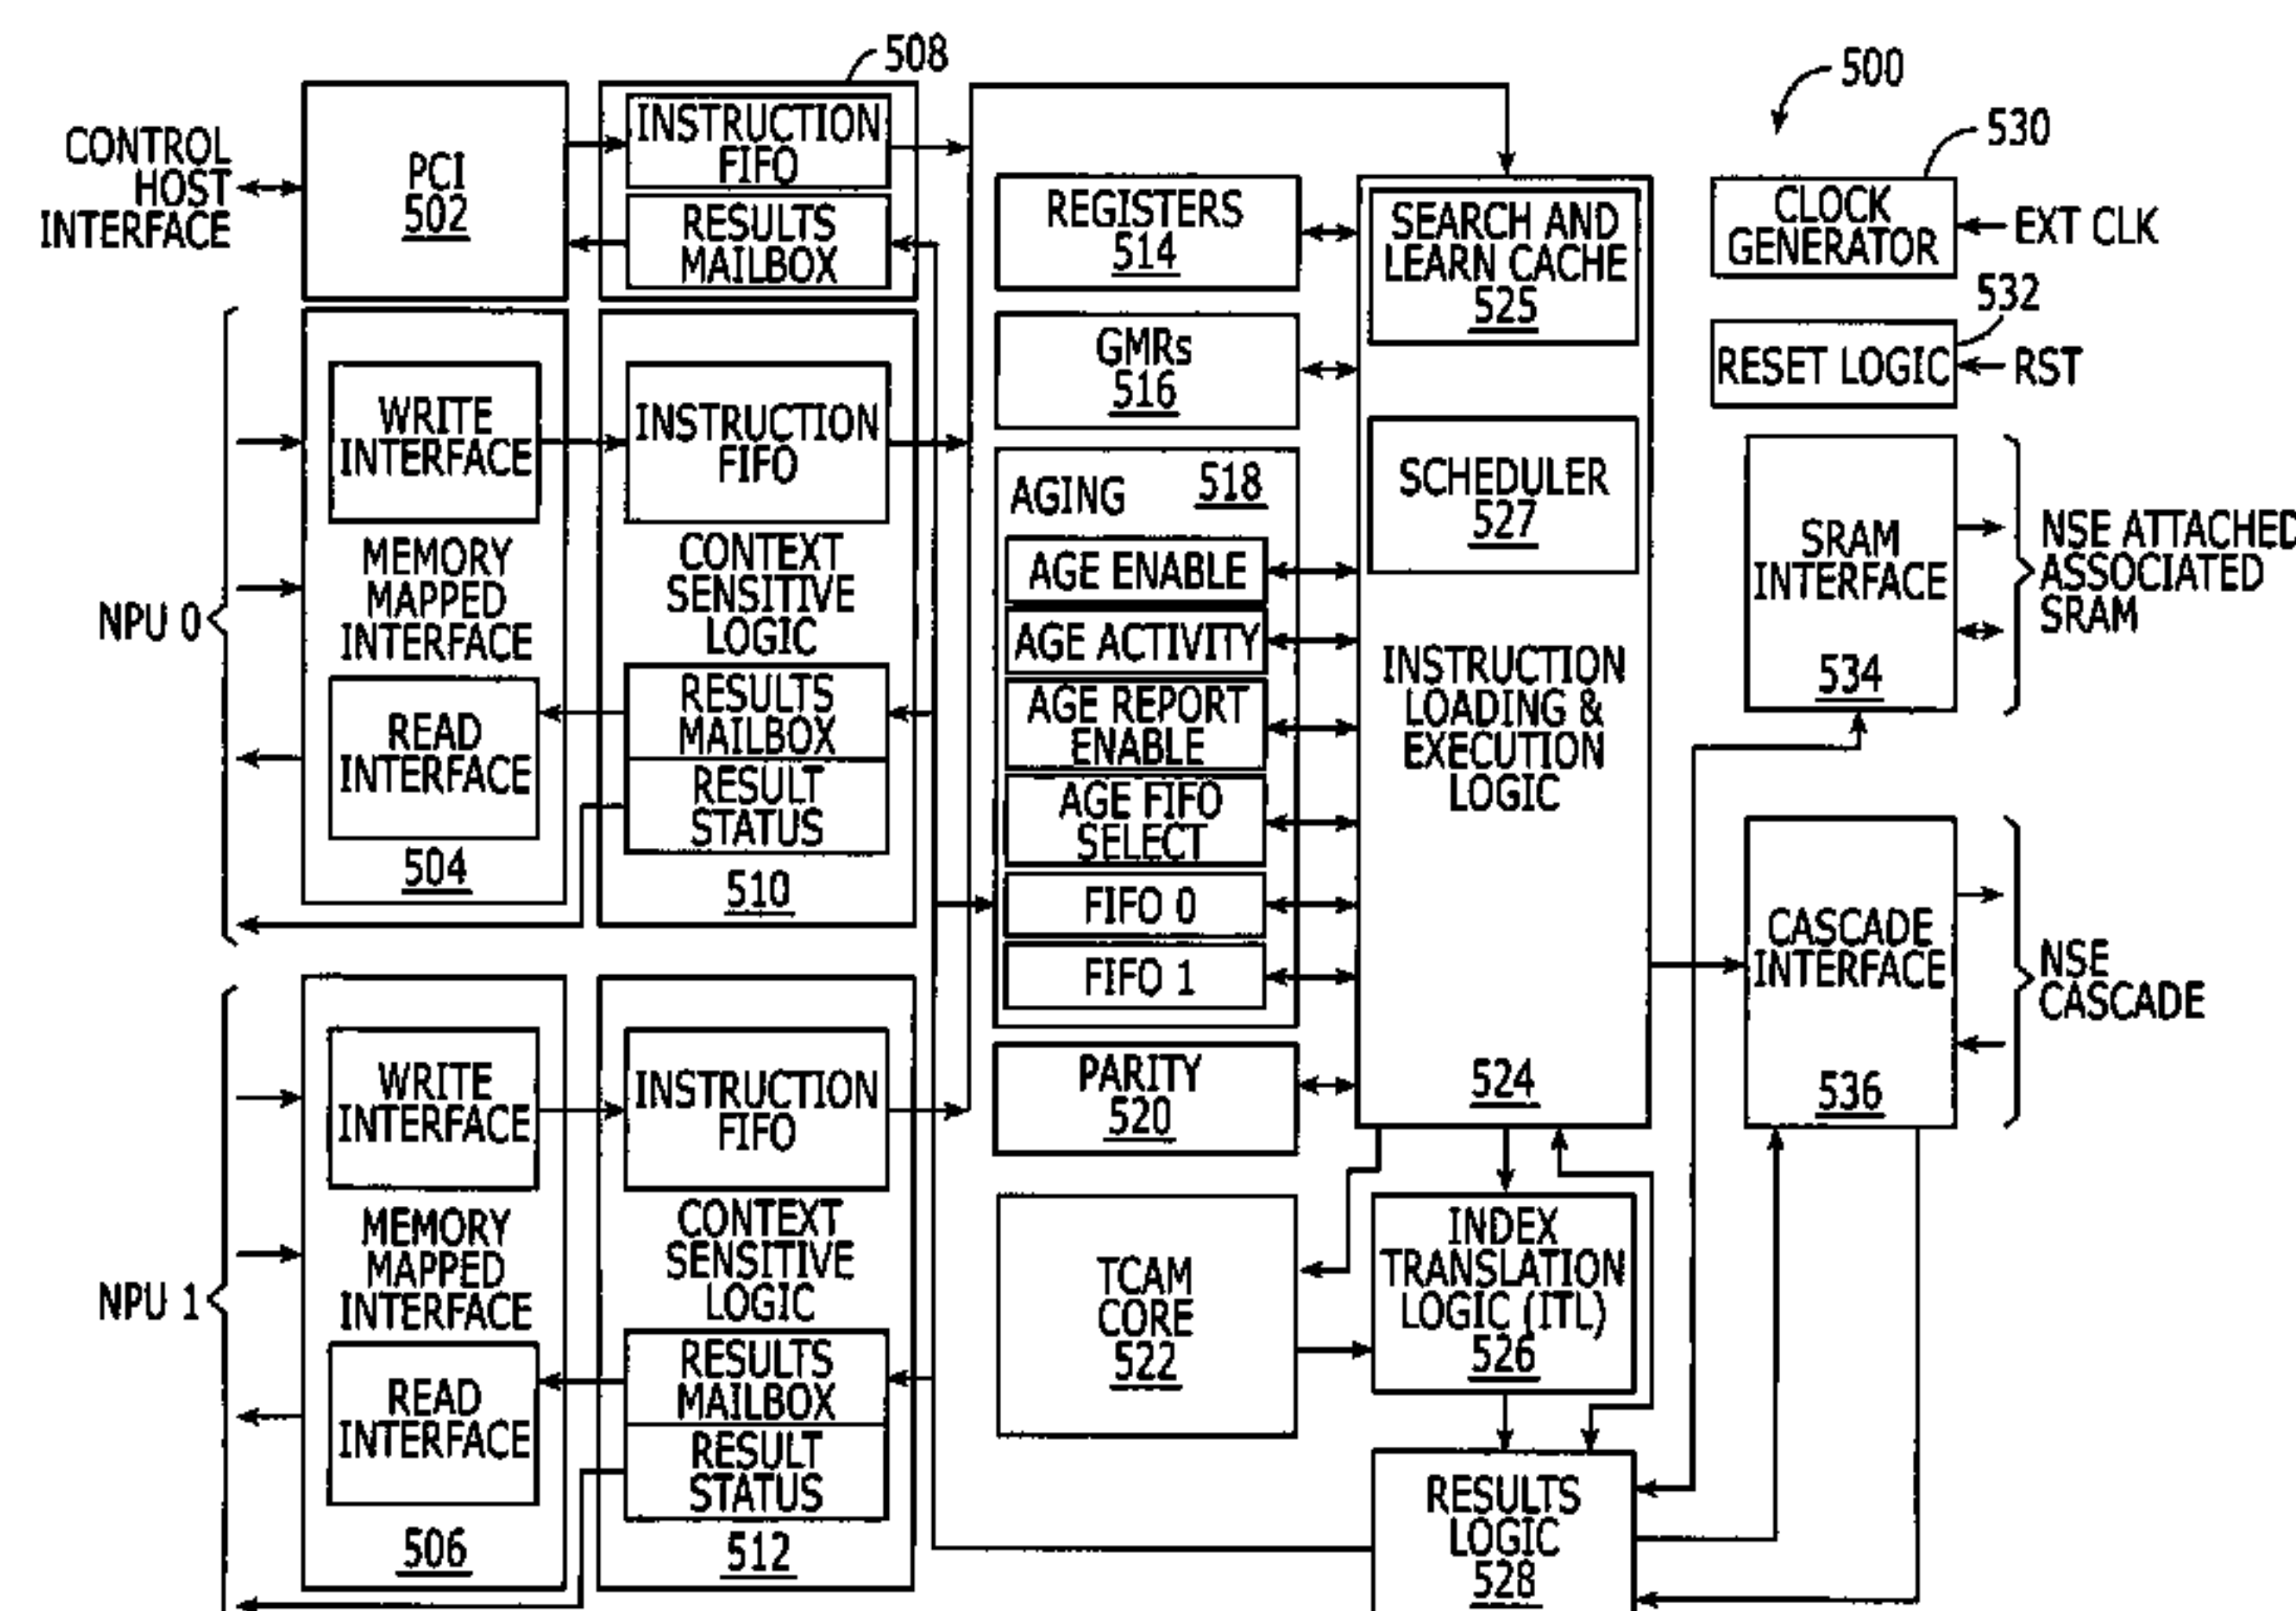 508
500
530
CONTROL
HOST
INTERFACE
PCI
502
INSTRUCTION
FIFO
RESULTS
MAILBOX
REGISTERS
514
SEARCH AND
LEARN CACHE
525
CLOCK
GENERATOR
EXT CLK
532
RESET LOGIC
RST
GMRs
516
NPU 0
WRITE
INTERFACE
MEMORY
MAPPED
INTERFACE
READ
INTERFACE
504
INSTRUCTION
FIFO
CONTEXT
SENSITIVE
LOGIC
RESULTS
MAILBOX
RESULT
STATUS
510
AGING
518
AGE ENABLE
AGE ACTIVITY
AGE REPORT
ENABLE
AGE FIFO
SELECT
FIFO 0
FIFO 1
SCHEDULER
527
INSTRUCTION
LOADING &
EXECUTION
LOGIC
524
SRAM
INTERFACE
534
NSE ATTACHED
ASSOCIATED
SRAM
CASCADE
INTERFACE
536
NSE
CASCADE
NPU 1
WRITE
INTERFACE
MEMORY
MAPPED
INTERFACE
READ
INTERFACE
506
INSTRUCTION
FIFO
CONTEXT
SENSITIVE
LOGIC
RESULTS
MAILBOX
RESULT
STATUS
512
PARITY
520
TCAM
CORE
522
INDEX
TRANSLATION
LOGIC (ITL)
526
RESULTS
LOGIC
528